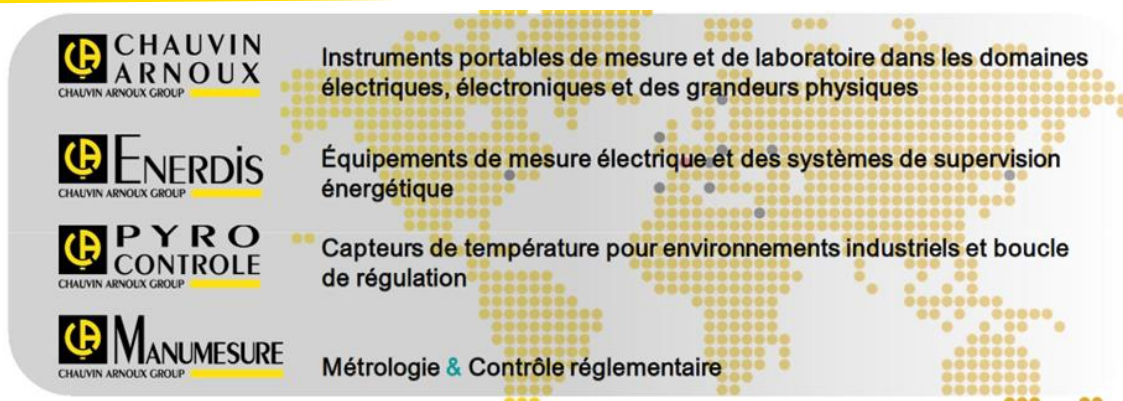 CHAUVIN
ARNOUX
CHAUVIN ARNOUX GROUP
Instruments portables de mesure et de laboratoire dans les domaines
électriques, électroniques et des grandeurs physiques
ENERDIS
CHAUVIN ARNOUX GROUP
Équipements de mesure électrique et des systèmes de supervision
énergétique
PYRO
CONTROLE
CHAUVIN ARNOUX GROUP
Capteurs de température pour environnements industriels et boucle
de régulation
MANUMESURE
CHAUVIN ARNOUX GROUP
Métrologie & Contrôle réglementaire